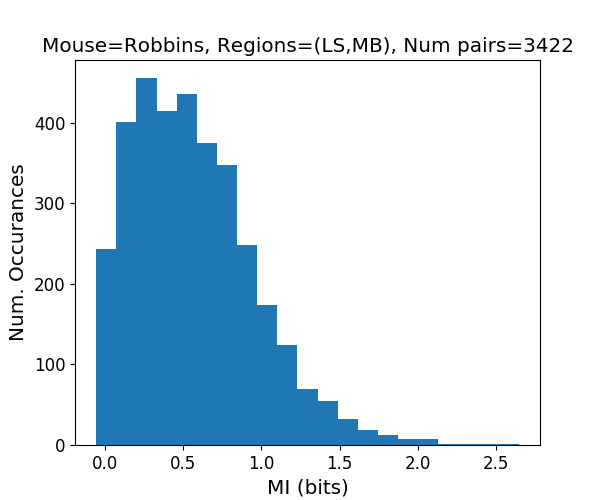 Mouse=Robbins, Regions=(LS,MB), Num pairs=3422
400
300
200
100
0
Num. Occurances
0.0 0.5 1.0 1.5 2.0 2.5
MI (bits)